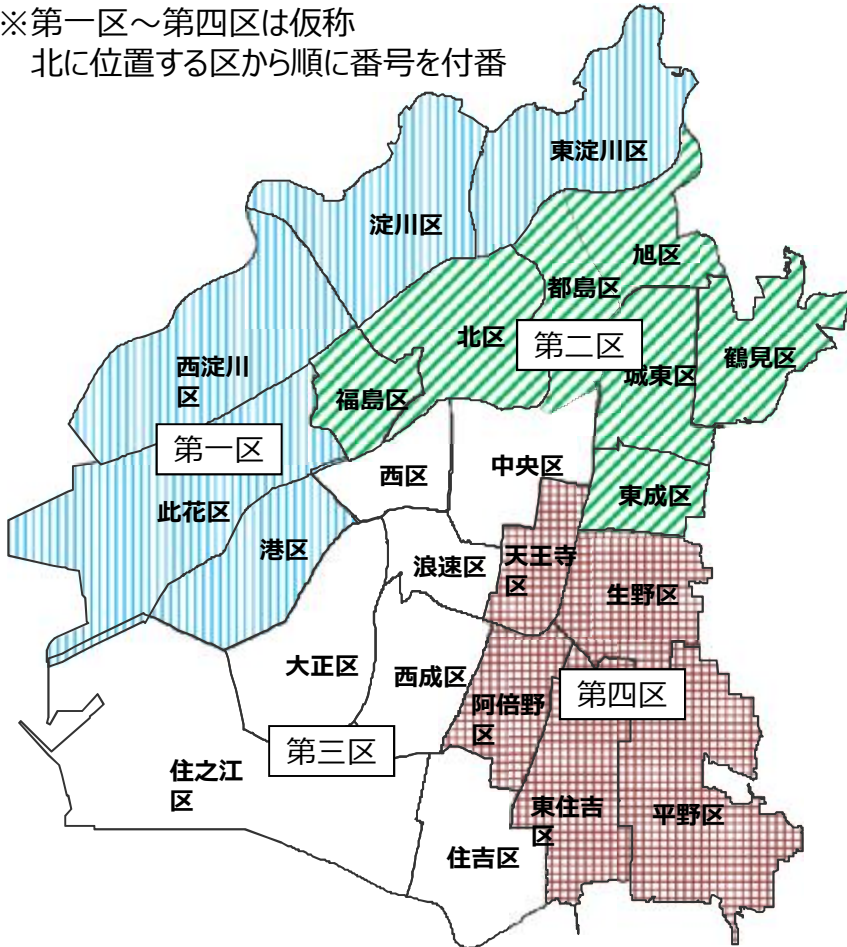 ※第一区～第四区は仮称
北に位置する区から順に番号を付番
東淀川区
淀川区
旭区
都島区
北区
第二区
西淀川
区
城東区
鶴見区
福島区
第一区
西区
中央区
東成区
此花区
港区
浪速区
天王寺
区
生野区
大正区
西成区
阿倍野
区
第四区
第三区
住之江
区
東住吉
区
平野区
住吉区